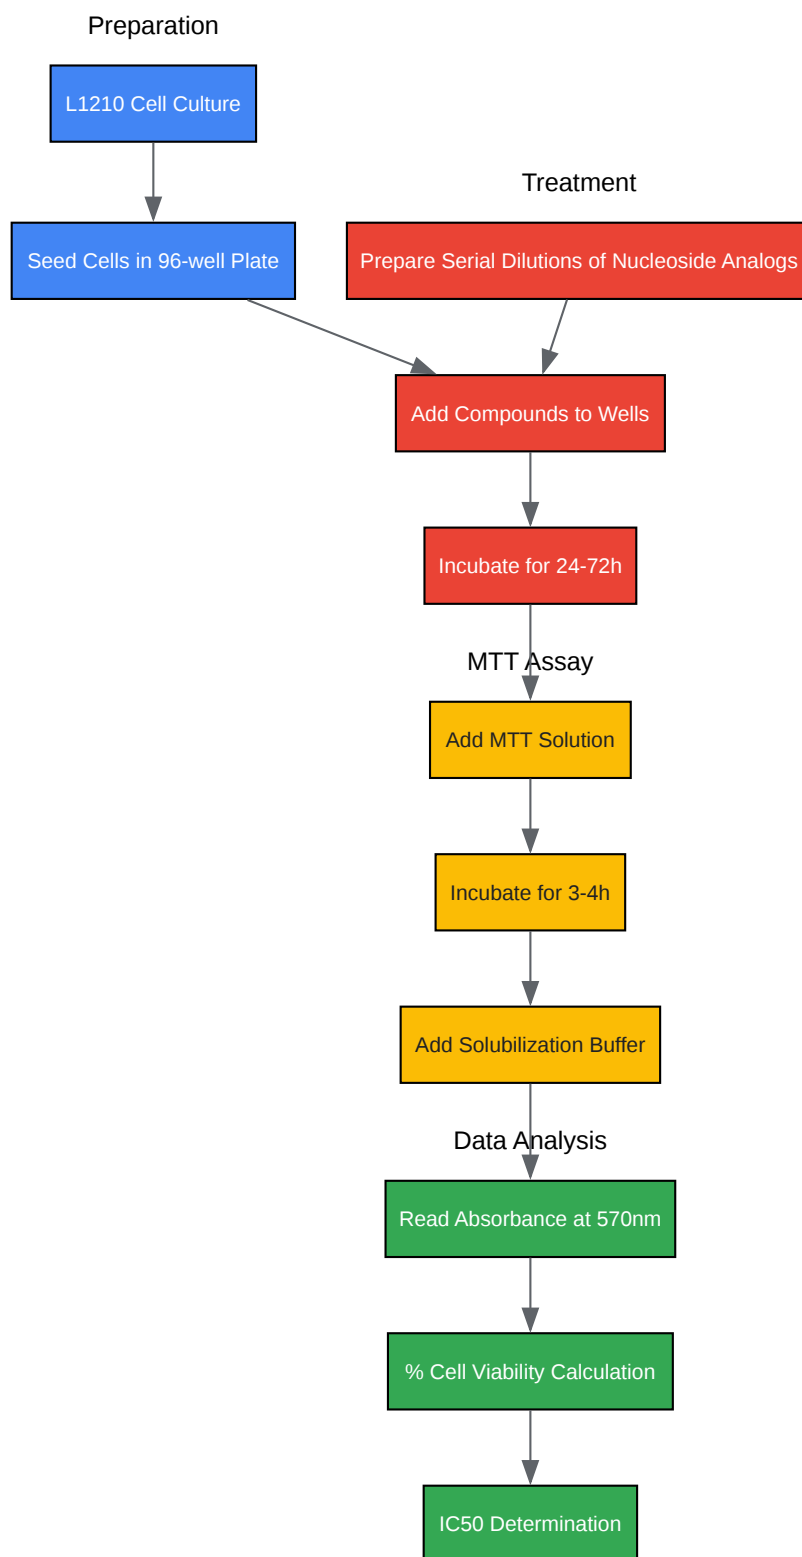 Preparation
L1210 Cell Culture
Treatment
Seed Cells in 96-well Plate
Prepare Serial Dilutions of Nucleoside Analogs
Add Compounds to Wells
Incubate for 24-72h
MTT Assay
Add MTT Solution
Incubate for 3-4h
Add Solubilization Buffer
Data Analysis
Read Absorbance at 570nm
% Cell Viability Calculation
IC50 Determination